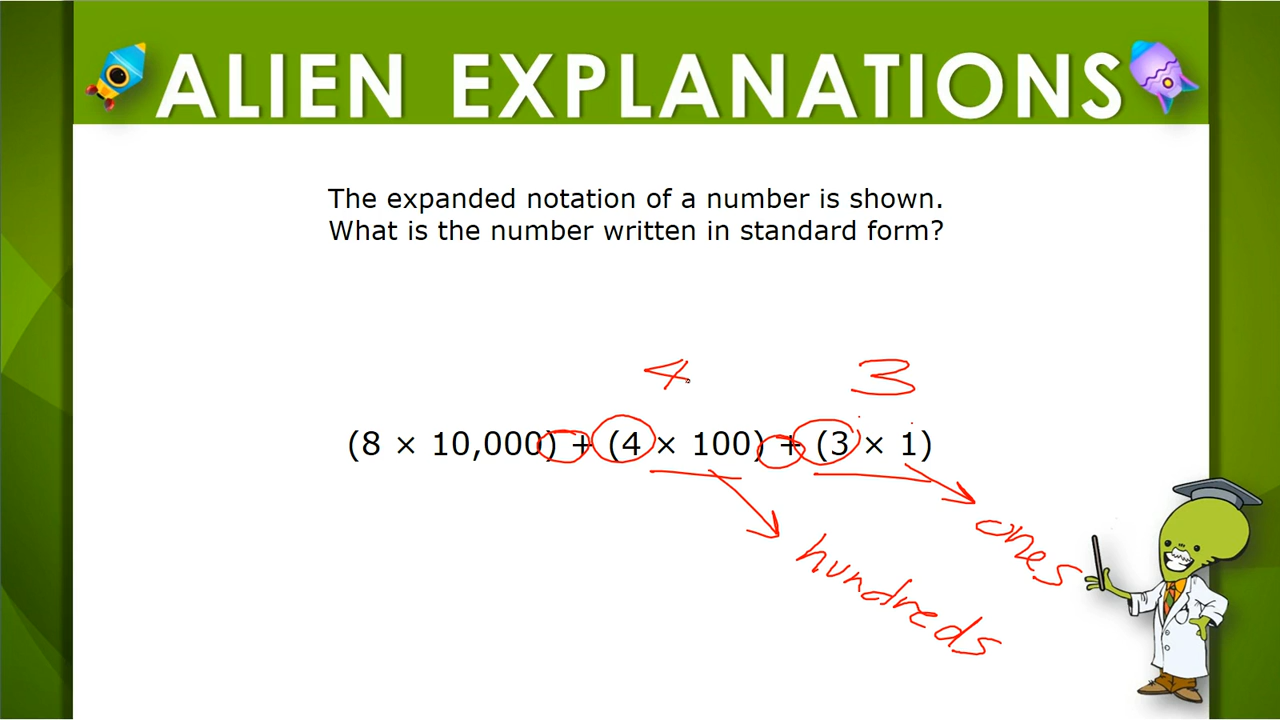 ALIEN EXPLANATIONS
The expanded notation of a number is shown.
What is the number written in standard form?
4 3
(8 × 10,000) + (4 × 100) + (3 × 1)
ones
hundreds